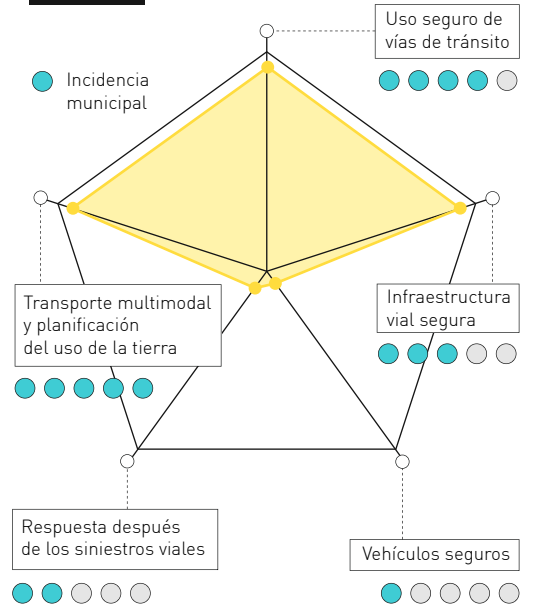 Uso seguro de
vías de tránsito
Incidencia
municipal
Transporte multimodal
y planificación
del uso de la tierra
Infraestructura
vial segura
Respuesta después
de los siniestros viales
Vehículos seguros